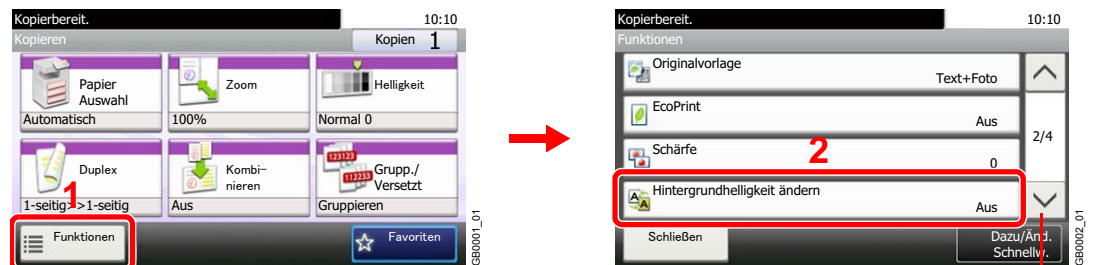 Kopierbereit. 10:10
Kopieren Kopien 1
Papier
Auswahl
Automatisch
Zoom
100%
Helligkeit
Normal 0
Duplex
1-seitig>>1-seitig
Kombi-
nieren
Aus
123123
112233
Grupp./
Versetzt
Gruppieren
1
Funktionen
Favoriten
GB0001_01
Kopierbereit. 10:10
Funktionen
Originalvorlage
Text+Foto
EcoPrint
Aus
2/4
Schärfe
0
2
Hintergrundhelligkeit ändern
Aus
Schließen
Dazu/Änd.
Schnellw.
GB0002_01